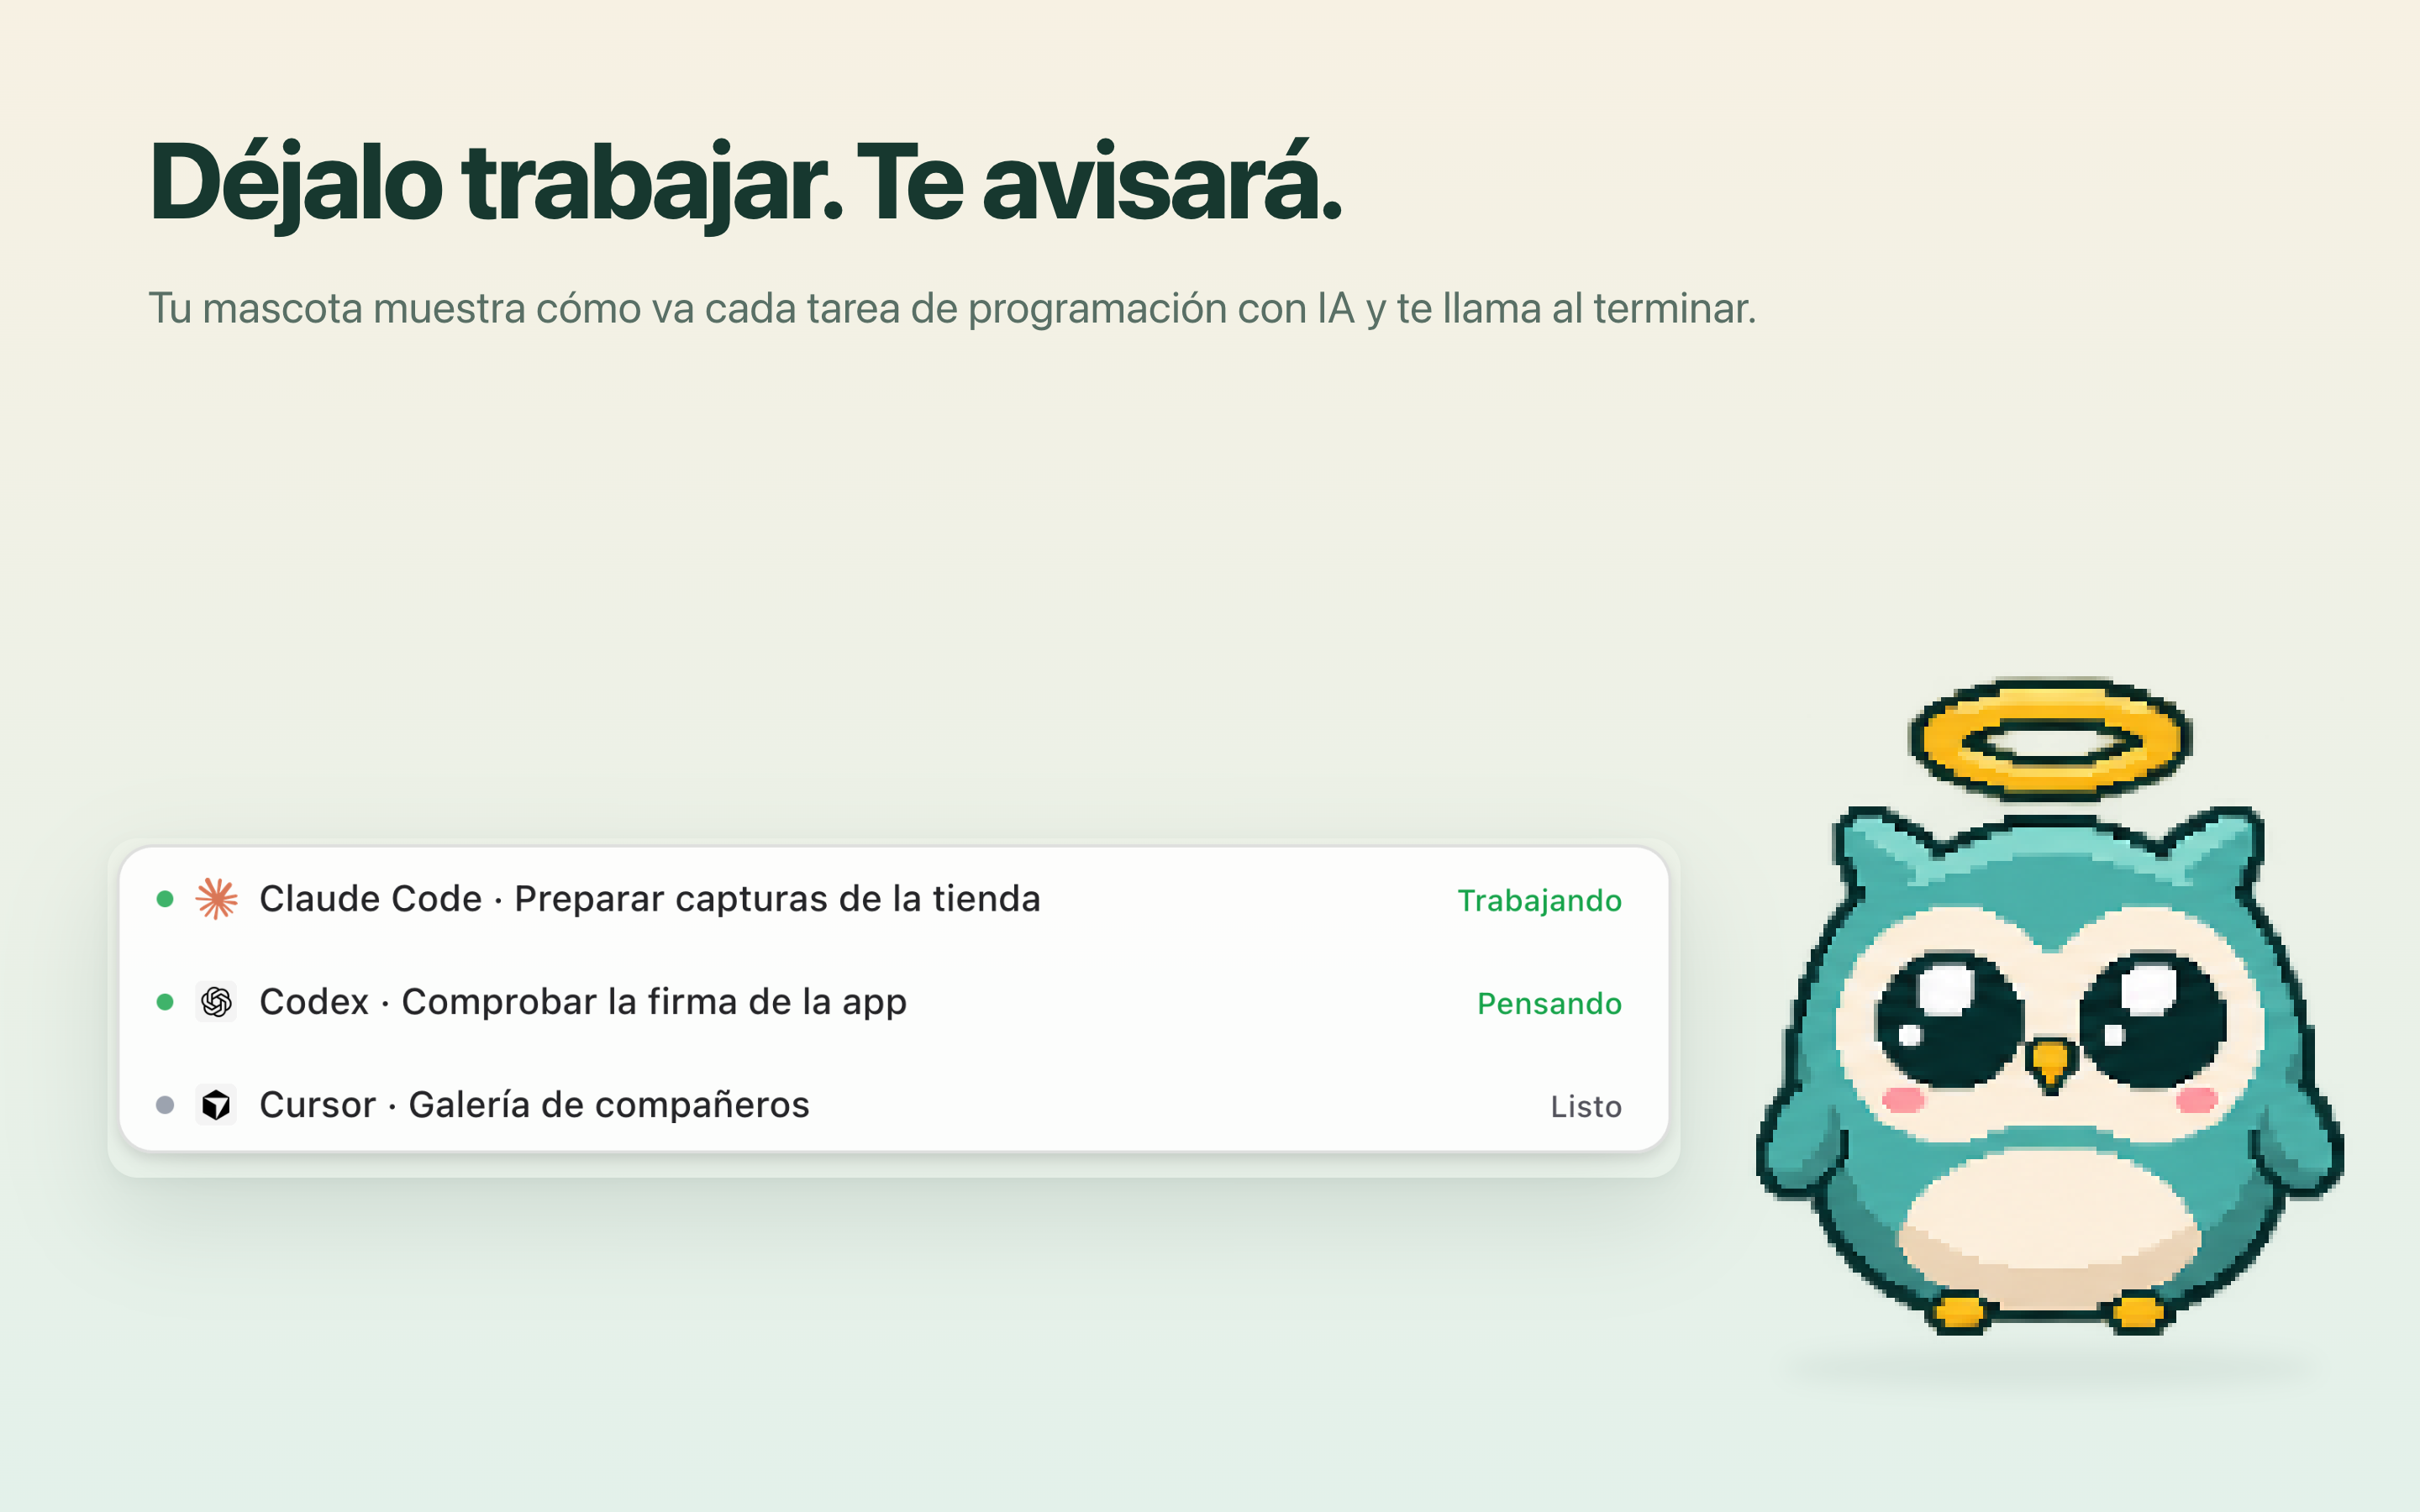 Déjalo trabajar. Te avisará.
Tu mascota muestra cómo va cada tarea de programación con IA y te llama al terminar.
Claude Code · Preparar capturas de la tienda Trabajando
Codex · Comprobar la firma de la app Pensando
Cursor · Galería de compañeros Listo